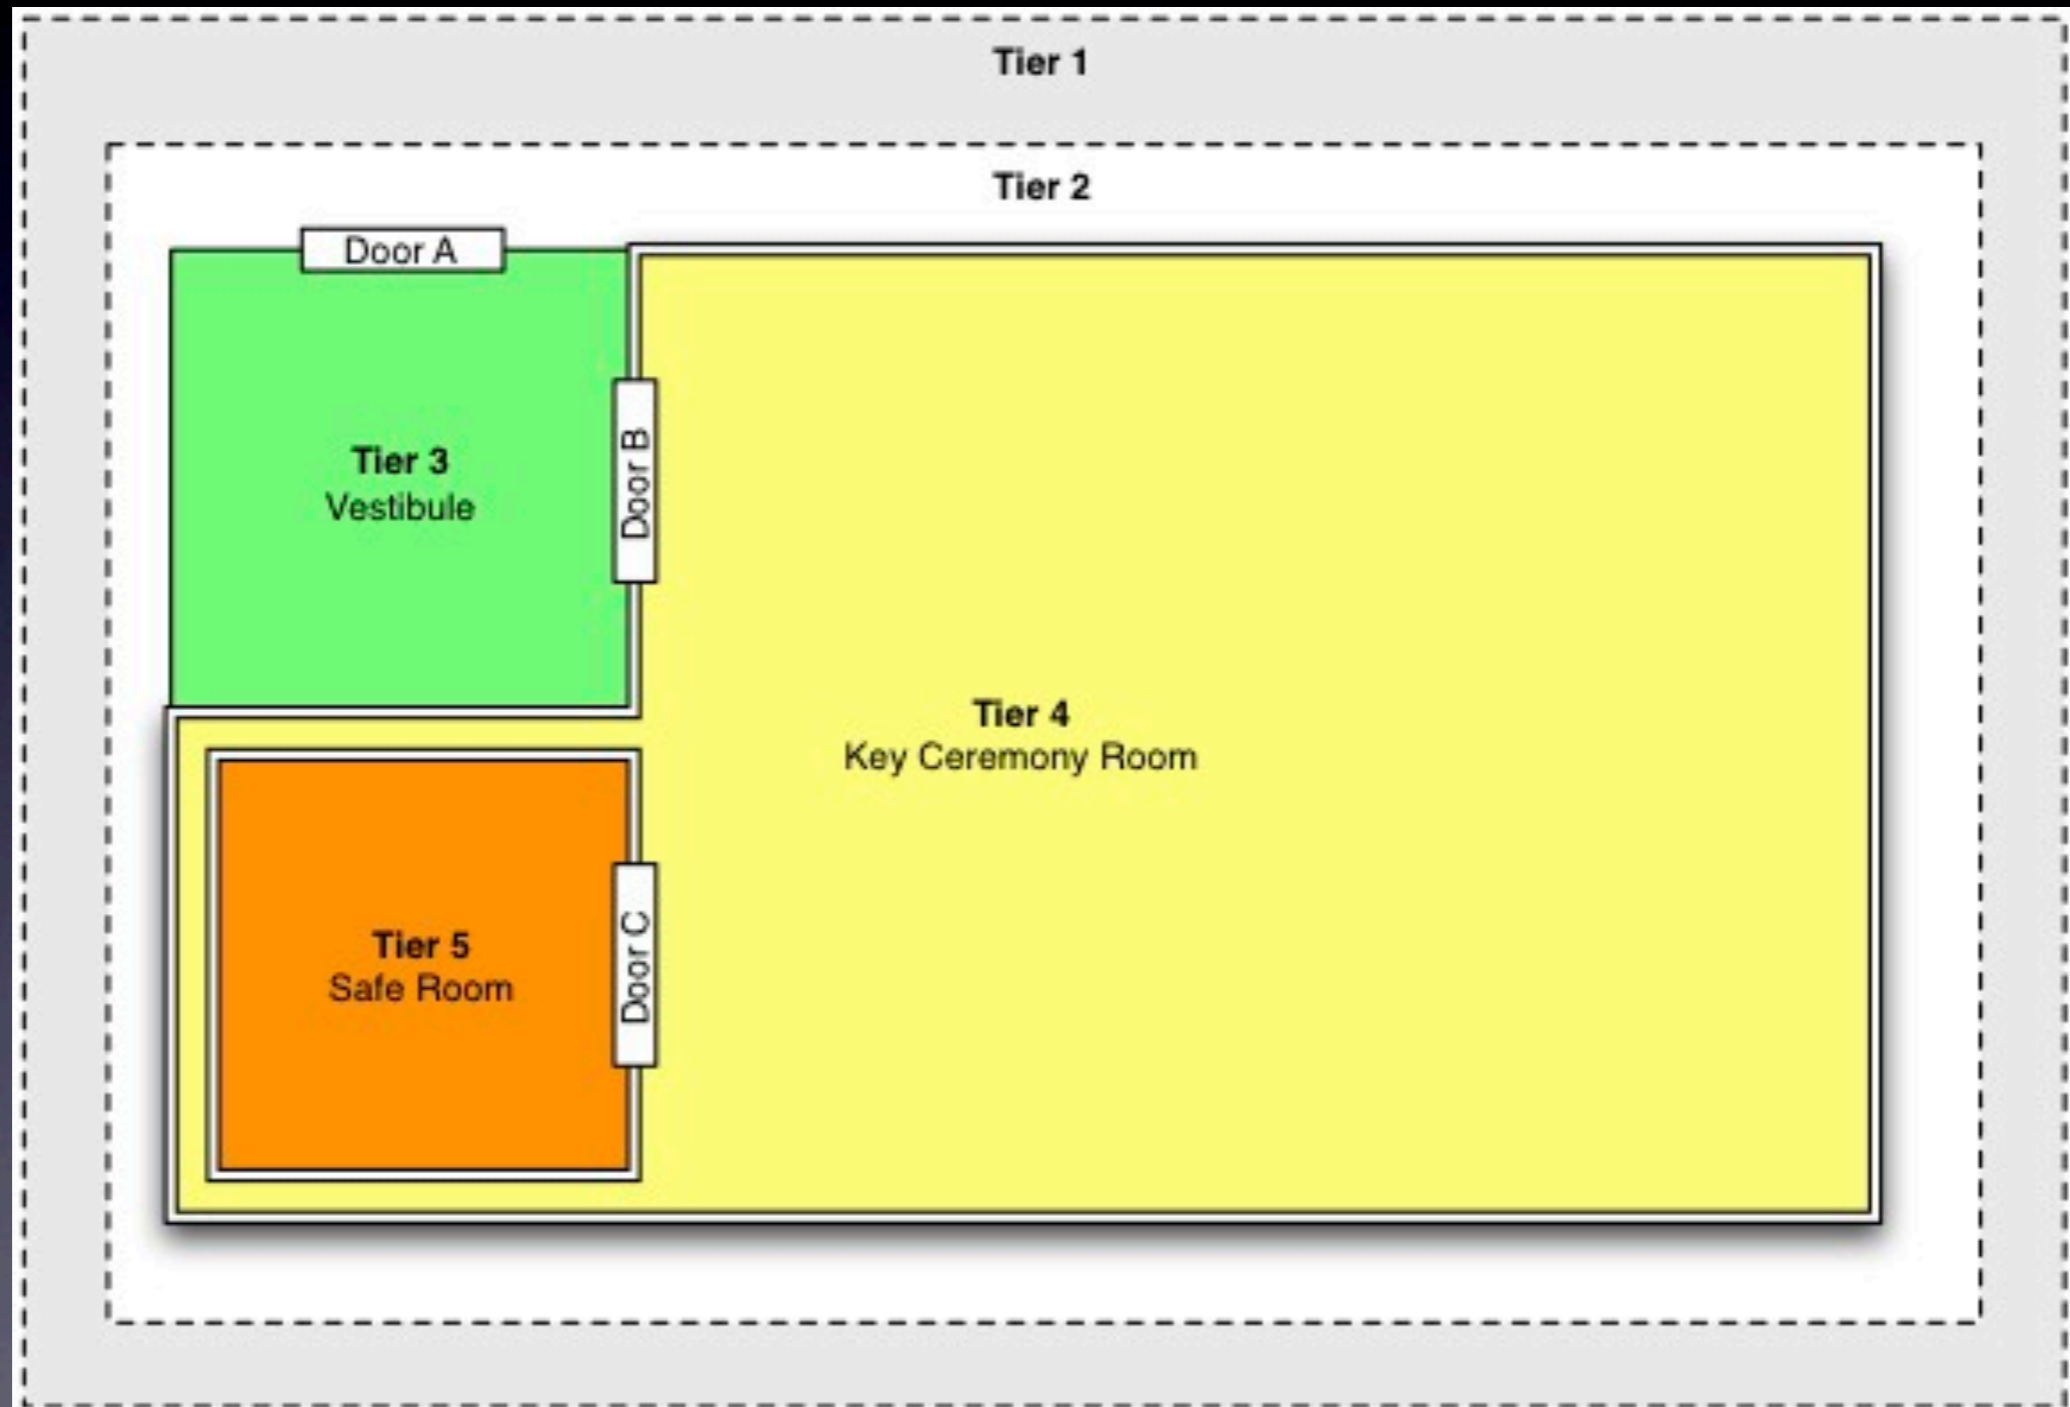 Tier 1
Tier 2
Door A
Tier 3
Vestibule
Door B
Tier 4
Key Ceremony Room
Tier 5
Safe Room
Door C